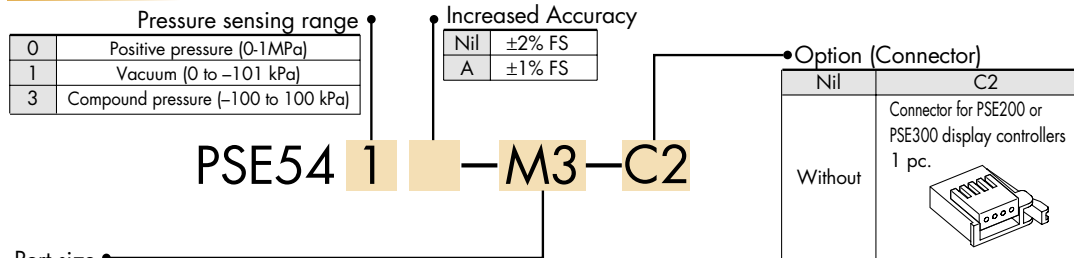 Pressure sensing range
0 Positive pressure (0-1MPa)
1 Vacuum (0 to –101 kPa)
3 Compound pressure (–100 to 100 kPa)
Increased Accuracy
Nil ±2% FS
A ±1% FS
Option (Connector)
Nil C2
Without
Connector for PSE200 or
PSE300 display controllers
1 pc.
PSE54 1 — M3 — C2
Port size